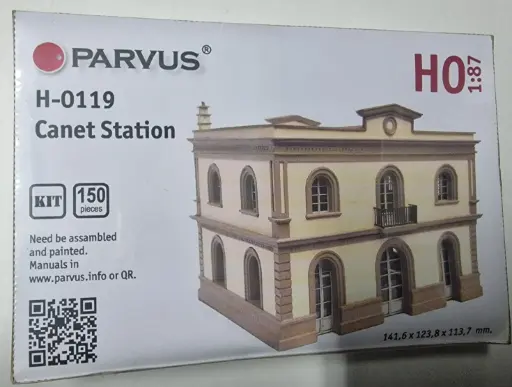 PARVUS®
H0 1:87
H-0119
Canet Station
KIT
150
pieces
Need be assambled
and painted.
Manuals in
www.parvus.info or QR.
141,6 x 123,8 x 113,7 mm.